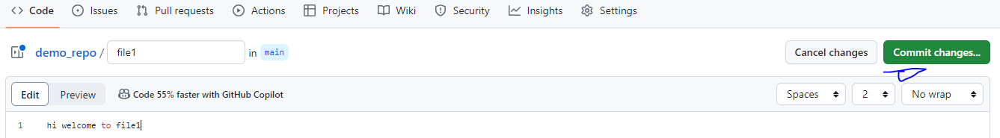 Code Issues Pull requests Actions Projects Wiki Security Insights Settings
demo_repo / file1 in main Cancel changes Commit changes...
Edit Preview Code 55% faster with GitHub Copilot Spaces 2 No wrap
1 hi welcome to file1